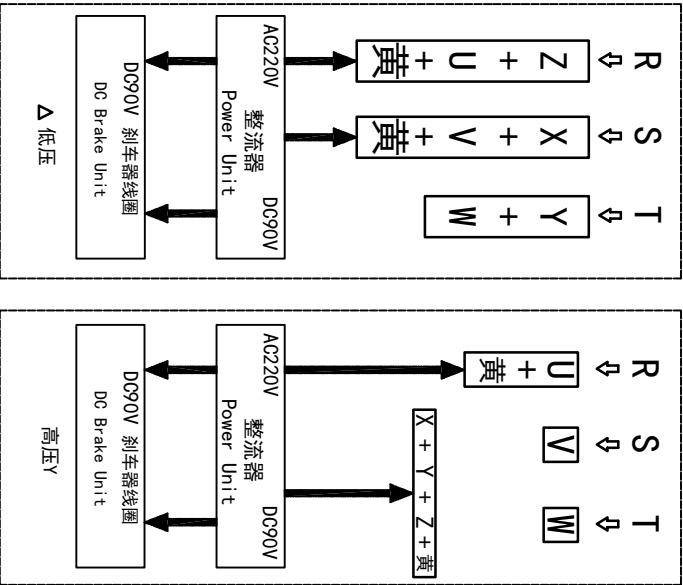 R S T
Z + U + 黄
X + V + 黄
Y + W
AC220V DC90V
整流器
Power Unit
DC90V 刹车器线圈
DC Brake Unit
Δ 低压
R S T
U + 黄
V
W
X + Y + Z + 黄
AC220V DC90V
整流器
Power Unit
DC90V 刹车器线圈
DC Brake Unit
高压Y